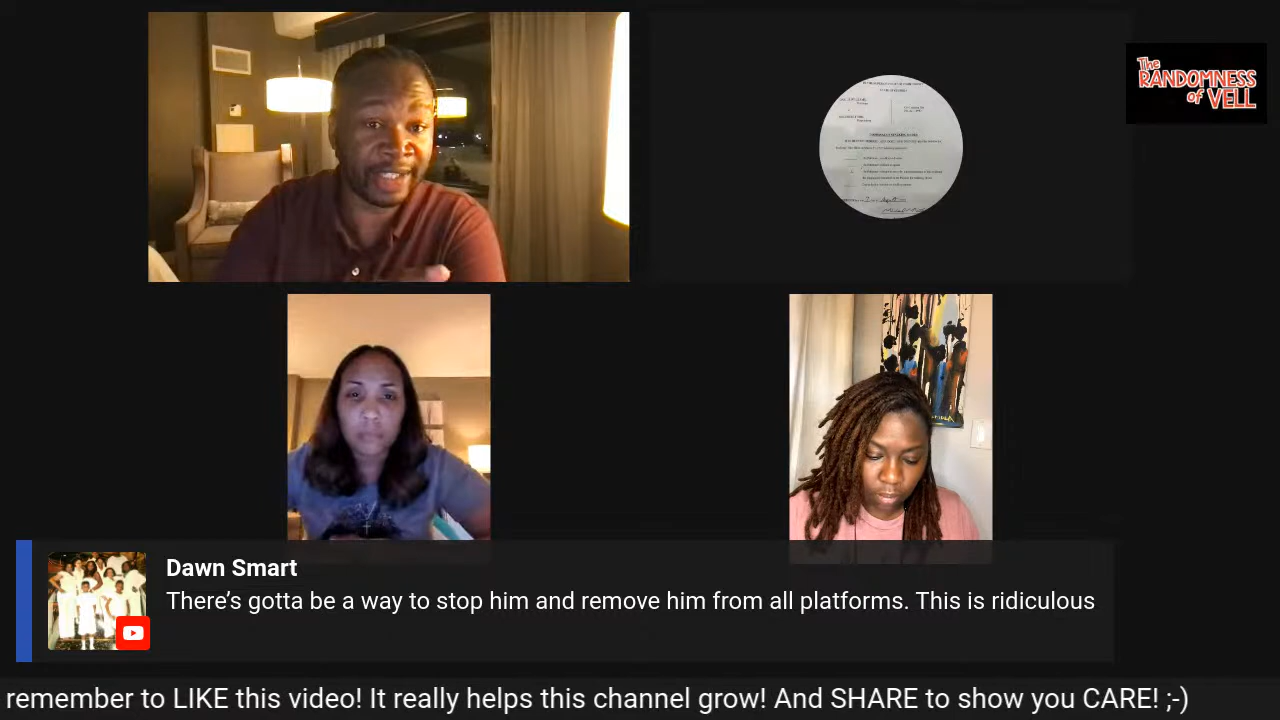 The
RANDOMNESS
of VELL
Dawn Smart
There's gotta be a way to stop him and remove him from all platforms. This is ridiculous
remember to LIKE this video! It really helps this channel grow! And SHARE to show you CARE! ;-)